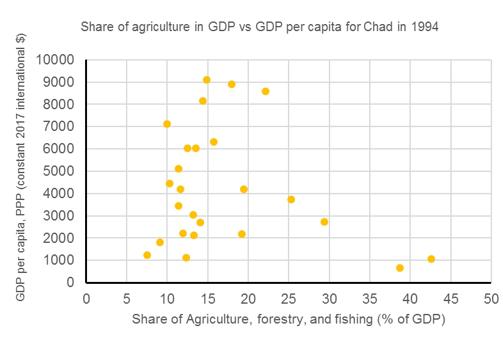 Share of agriculture in GDP vs GDP per capita for Chad in 1994
GDP per capita, PPP (constant 2017 international $)
10000
9000
8000
7000
6000
5000
4000
3000
2000
1000
0
0 5 10 15 20 25 30 35 40 45 50
Share of Agriculture, forestry, and fishing (% of GDP)